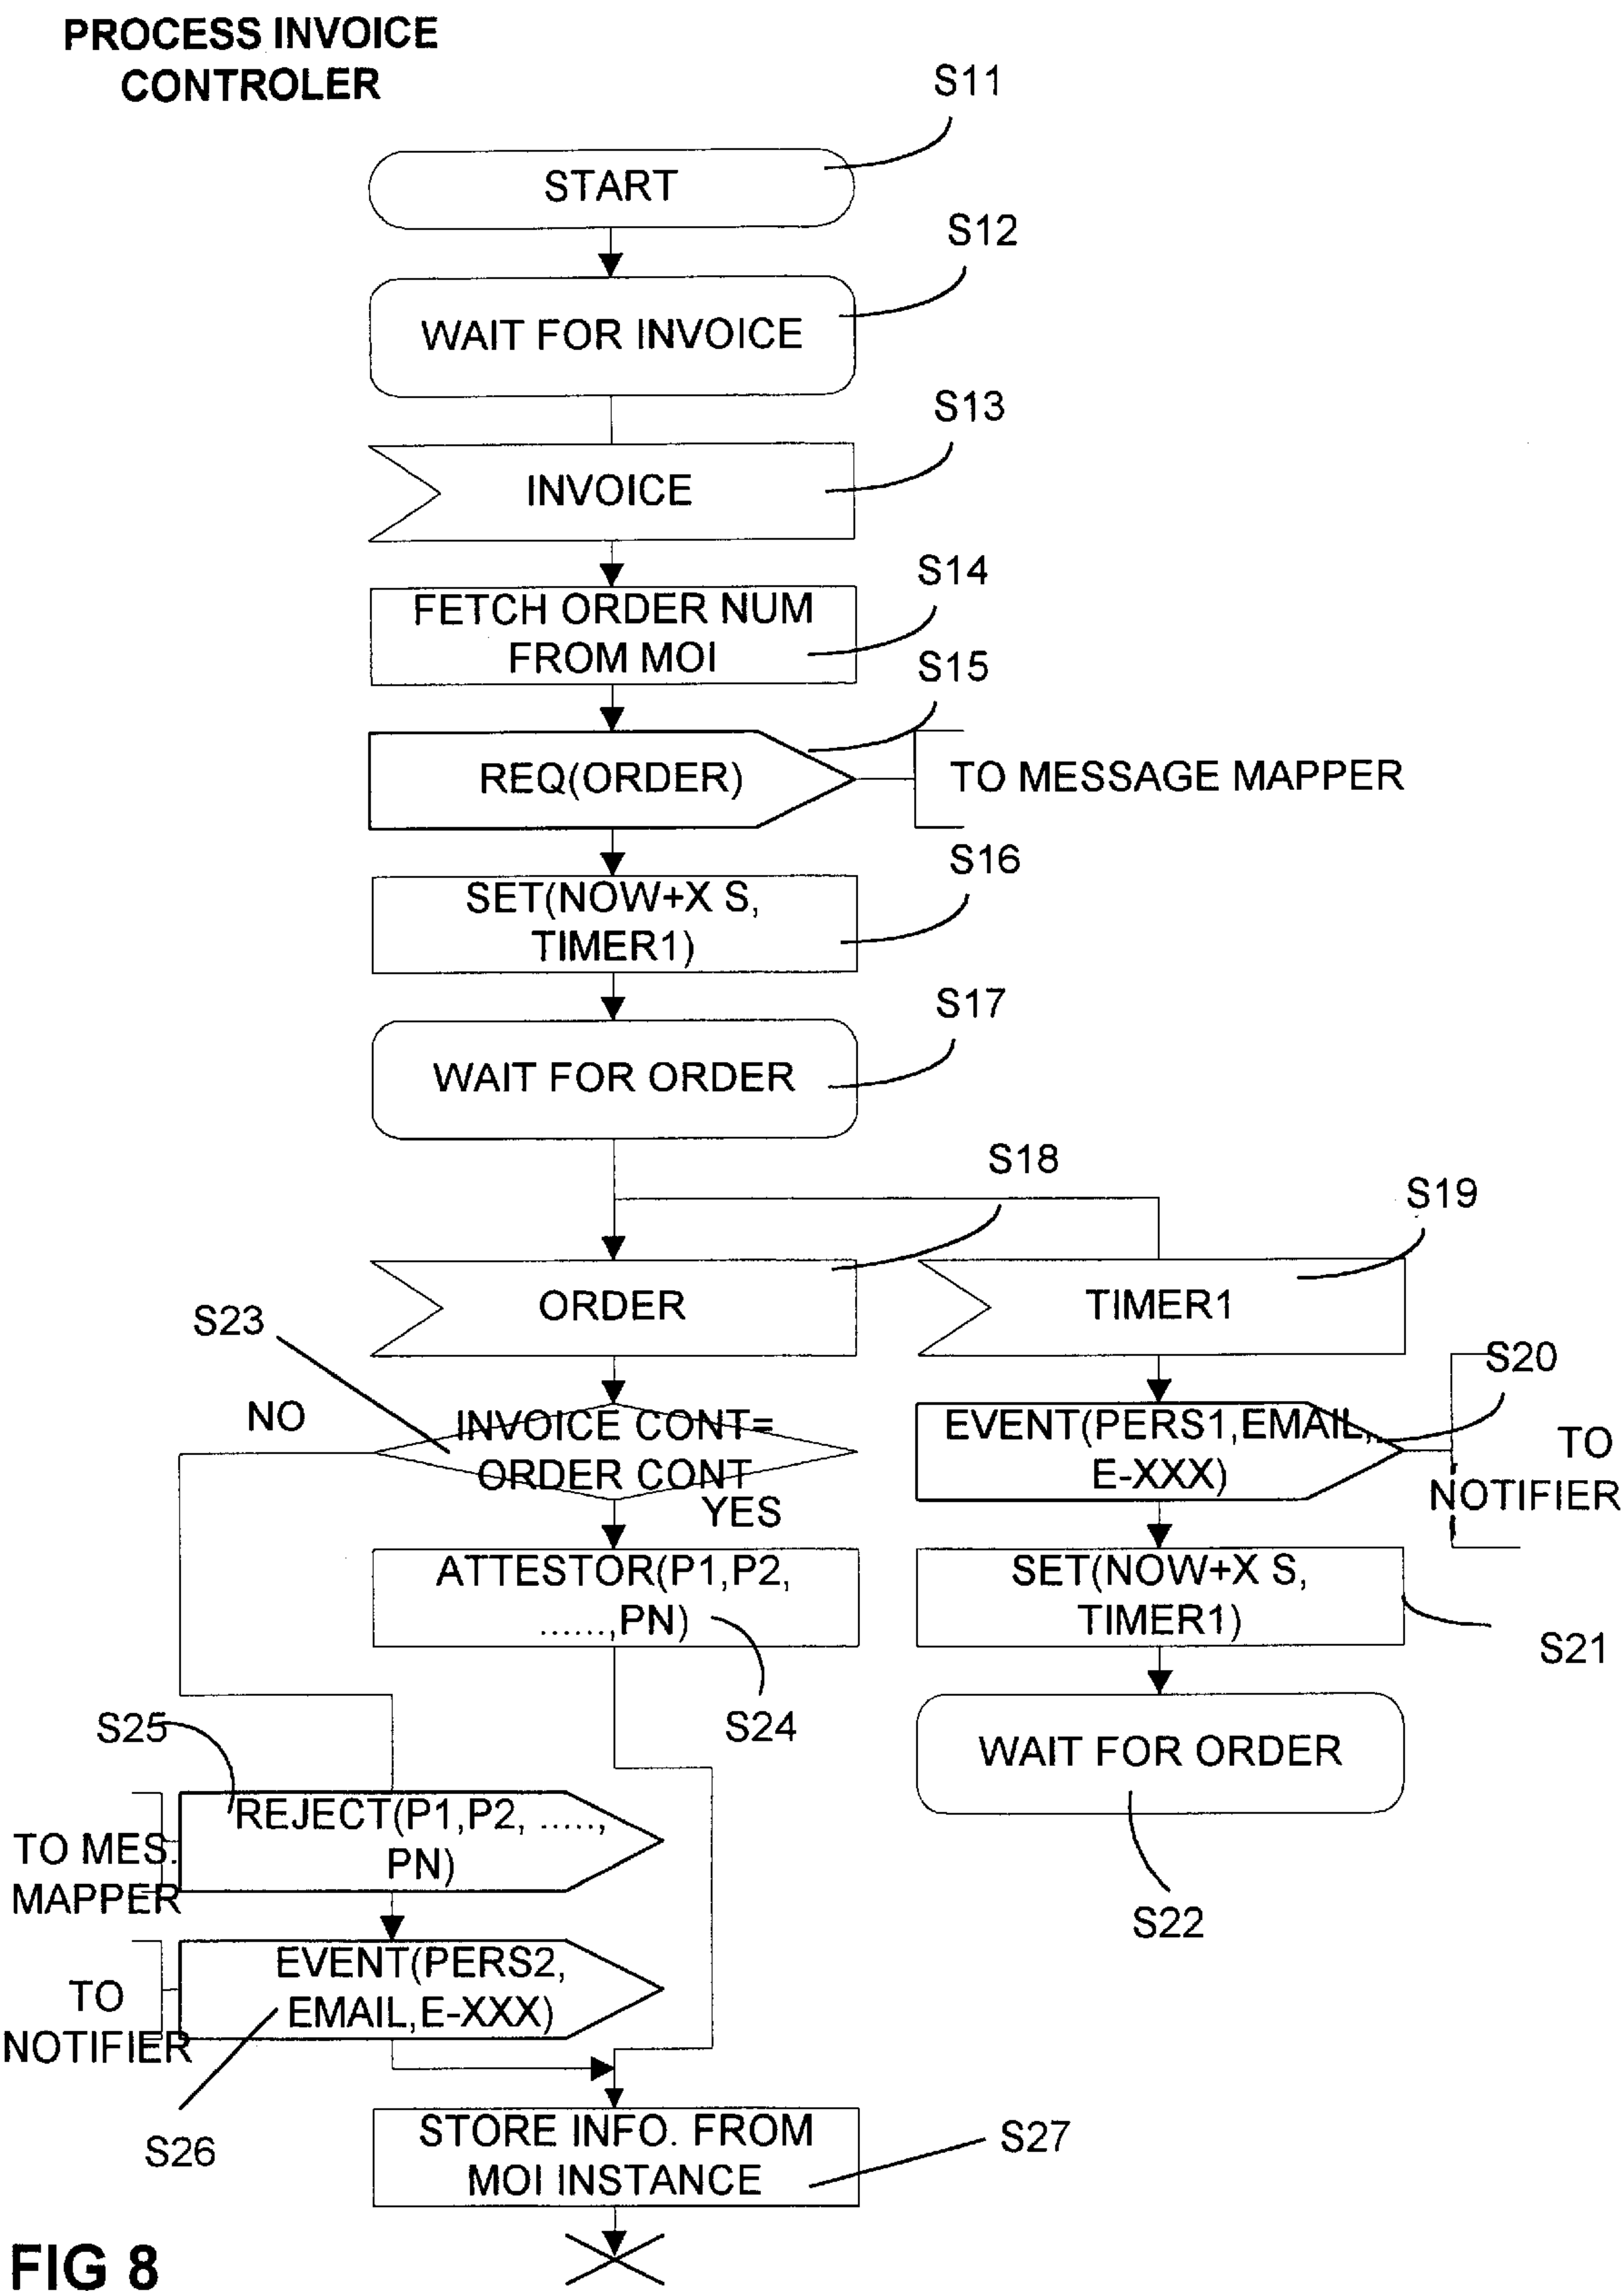 PROCESS INVOICE
CONTROLER
S11
START
S12
WAIT FOR INVOICE
S13
INVOICE
S14
FETCH ORDER NUM
FROM MOI
S15
REQ(ORDER)
TO MESSAGE MAPPER
S16
SET(NOW+X S,
TIMER1)
S17
WAIT FOR ORDER
S18
S19
ORDER
TIMER1
S23
S20
NO
INVOICE CONT=
ORDER CONT
YES
EVENT(PERS1,EMAIL,
E-XXX)
TO
NOTIFIER
ATTESTOR(P1,P2,
......,PN)
SET(NOW+X S,
TIMER1)
S21
S24
S25
WAIT FOR ORDER
REJECT(P1,P2, .....,
PN)
TO MES.
MAPPER
S22
EVENT(PERS2,
EMAIL,E-XXX)
TO
NOTIFIER
S26
STORE INFO. FROM
MOI INSTANCE
S27
FIG 8